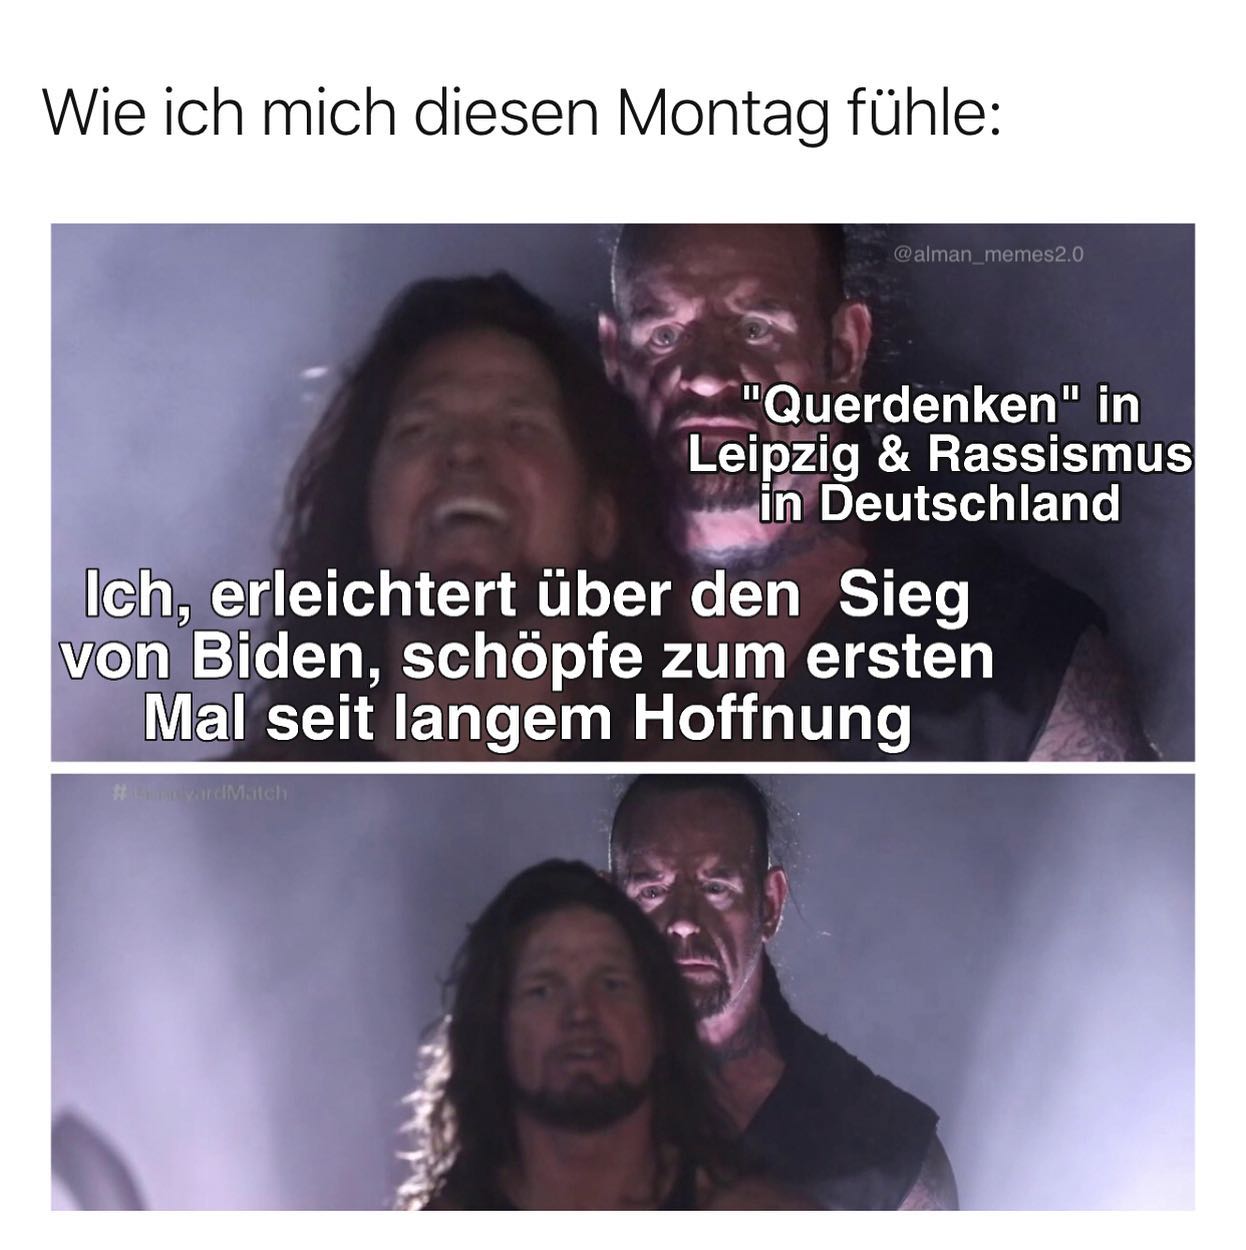 Wie ich mich diesen Montag fühle:
@alman_memes2.0
"Querdenken" in
Leipzig & Rassismus
in Deutschland
Ich, erleichtert über den Sieg
von Biden, schöpfe zum ersten
Mal seit langem Hoffnung